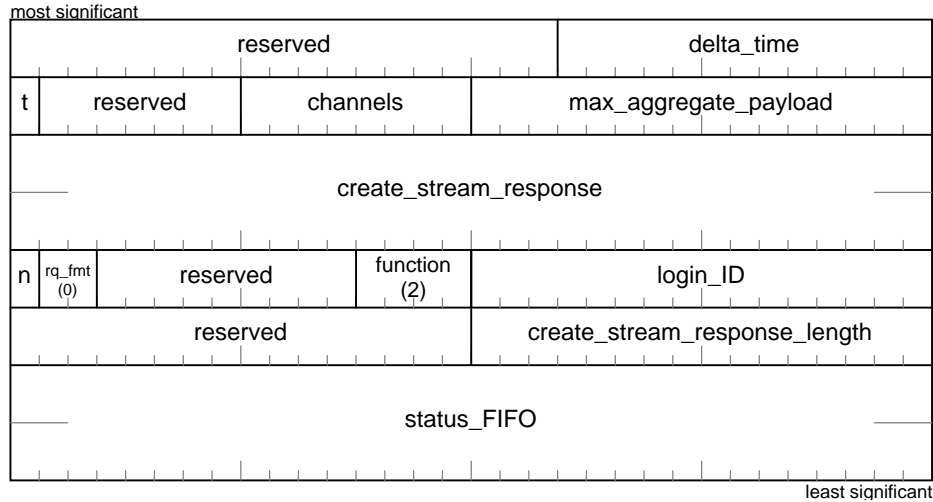 most significant
reserved delta_time
t reserved channels max_aggregate_payload
create_stream_response
n rq_fmt (0) reserved function (2) login_ID
reserved create_stream_response_length
status_FIFO
least significant